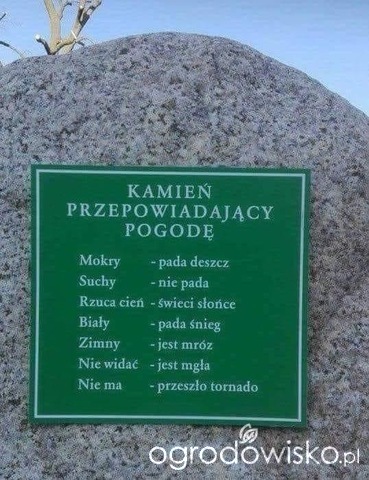 KAMIEŃ
PRZEPOWIADAJĄCY
POGODĘ
Mokry - pada deszcz
Suchy - nie pada
Rzuca cień - świeci słońce
Biały - pada śnieg
Zimny - jest mróz
Nie widać - jest mgła
Nie ma - przeszło tornado
ogrodowisko.pl